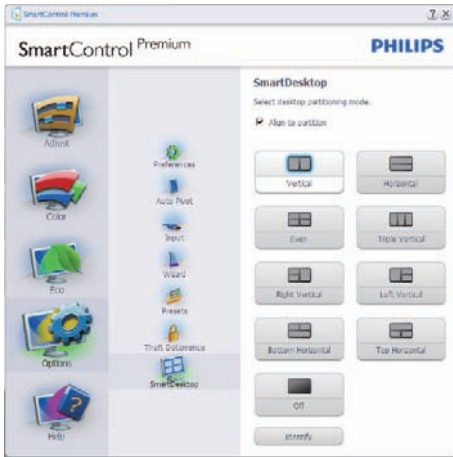 SmartControl Premium
SmartControl Premium
PHILIPS
SmartDesktop
Select desktop partitioning mode.
Align to partition
Adjust
Color
Eco
Options
Help
Preferences
Auto Pivot
Input
Wizard
Presets
Theft Deterrence
SmartDesktop
Vertical
Horizontal
Even
Triple Vertical
Right Vertical
Left Vertical
Bottom Horizontal
Top Horizontal
Off
Identify